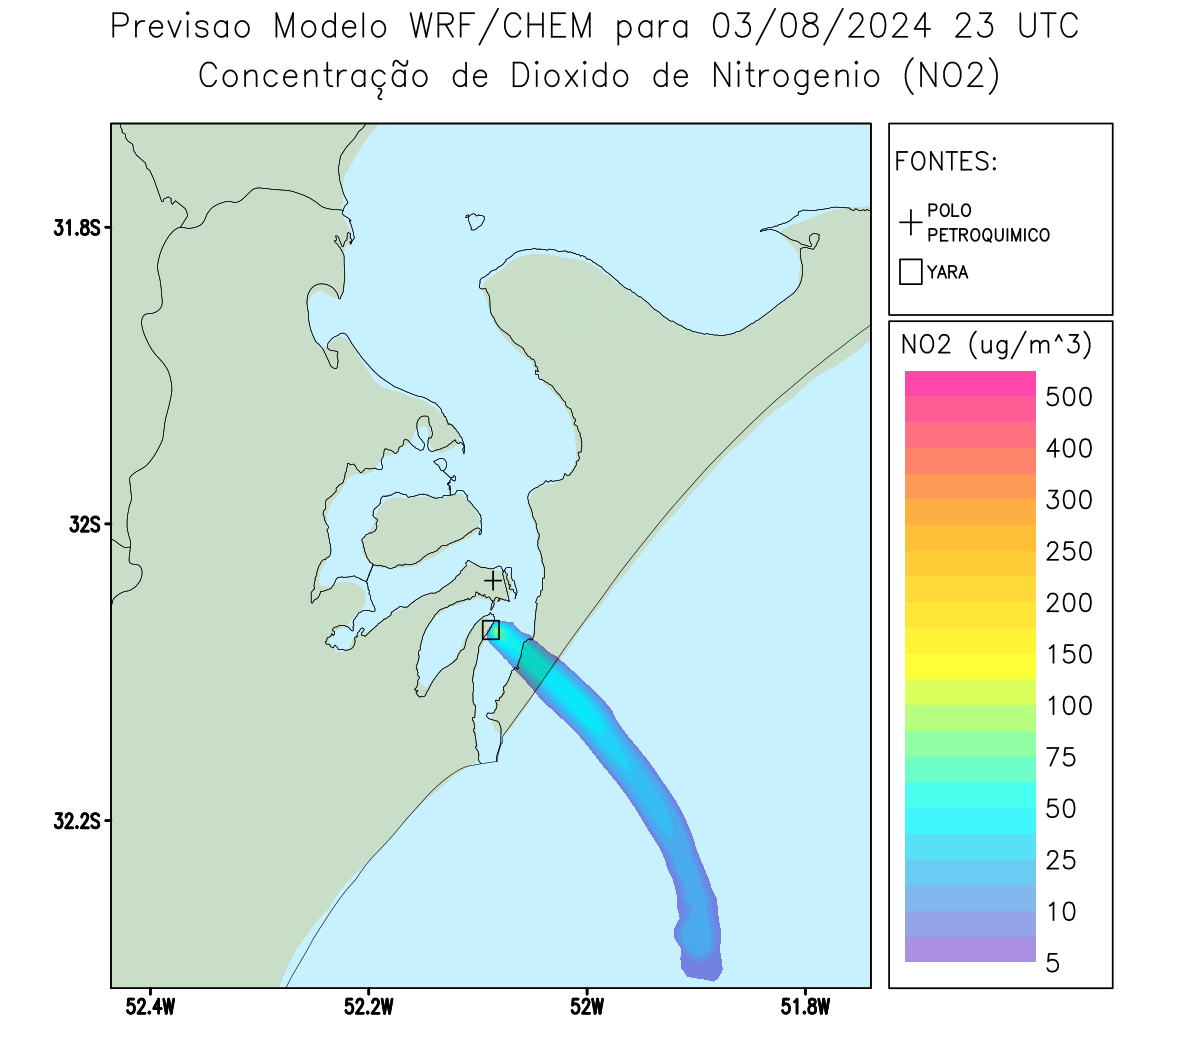 Previsao Modelo WRF/CHEM para 03/08/2024 23 UTC
Concentração de Dioxido de Nitrogenio (NO2)
FONTES:
POLO
PETROQUIMICO
YARA
NO2 (ug/m^3)
500
400
300
250
200
150
100
75
50
25
10
5
31.8S
32S
32.2S
52.4W
52.2W
52W
51.8W